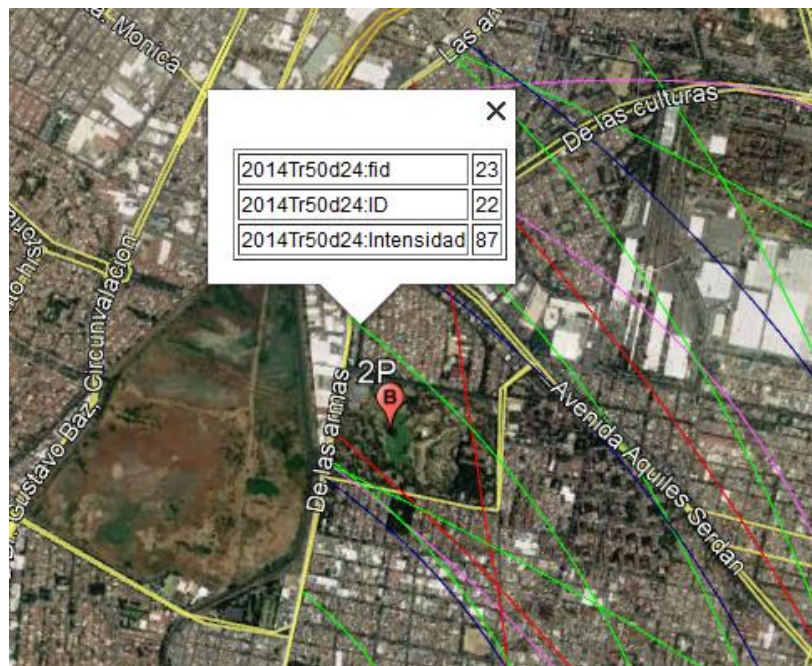 Monica
Las
De las culturas
2014Tr50d24:fid 23
2014Tr50d24:ID 22
2014Tr50d24:Intensidad 87
Gustavo Baz, Circunvalacion
De las armas
2P
B
Avenida Aquiles Serdan